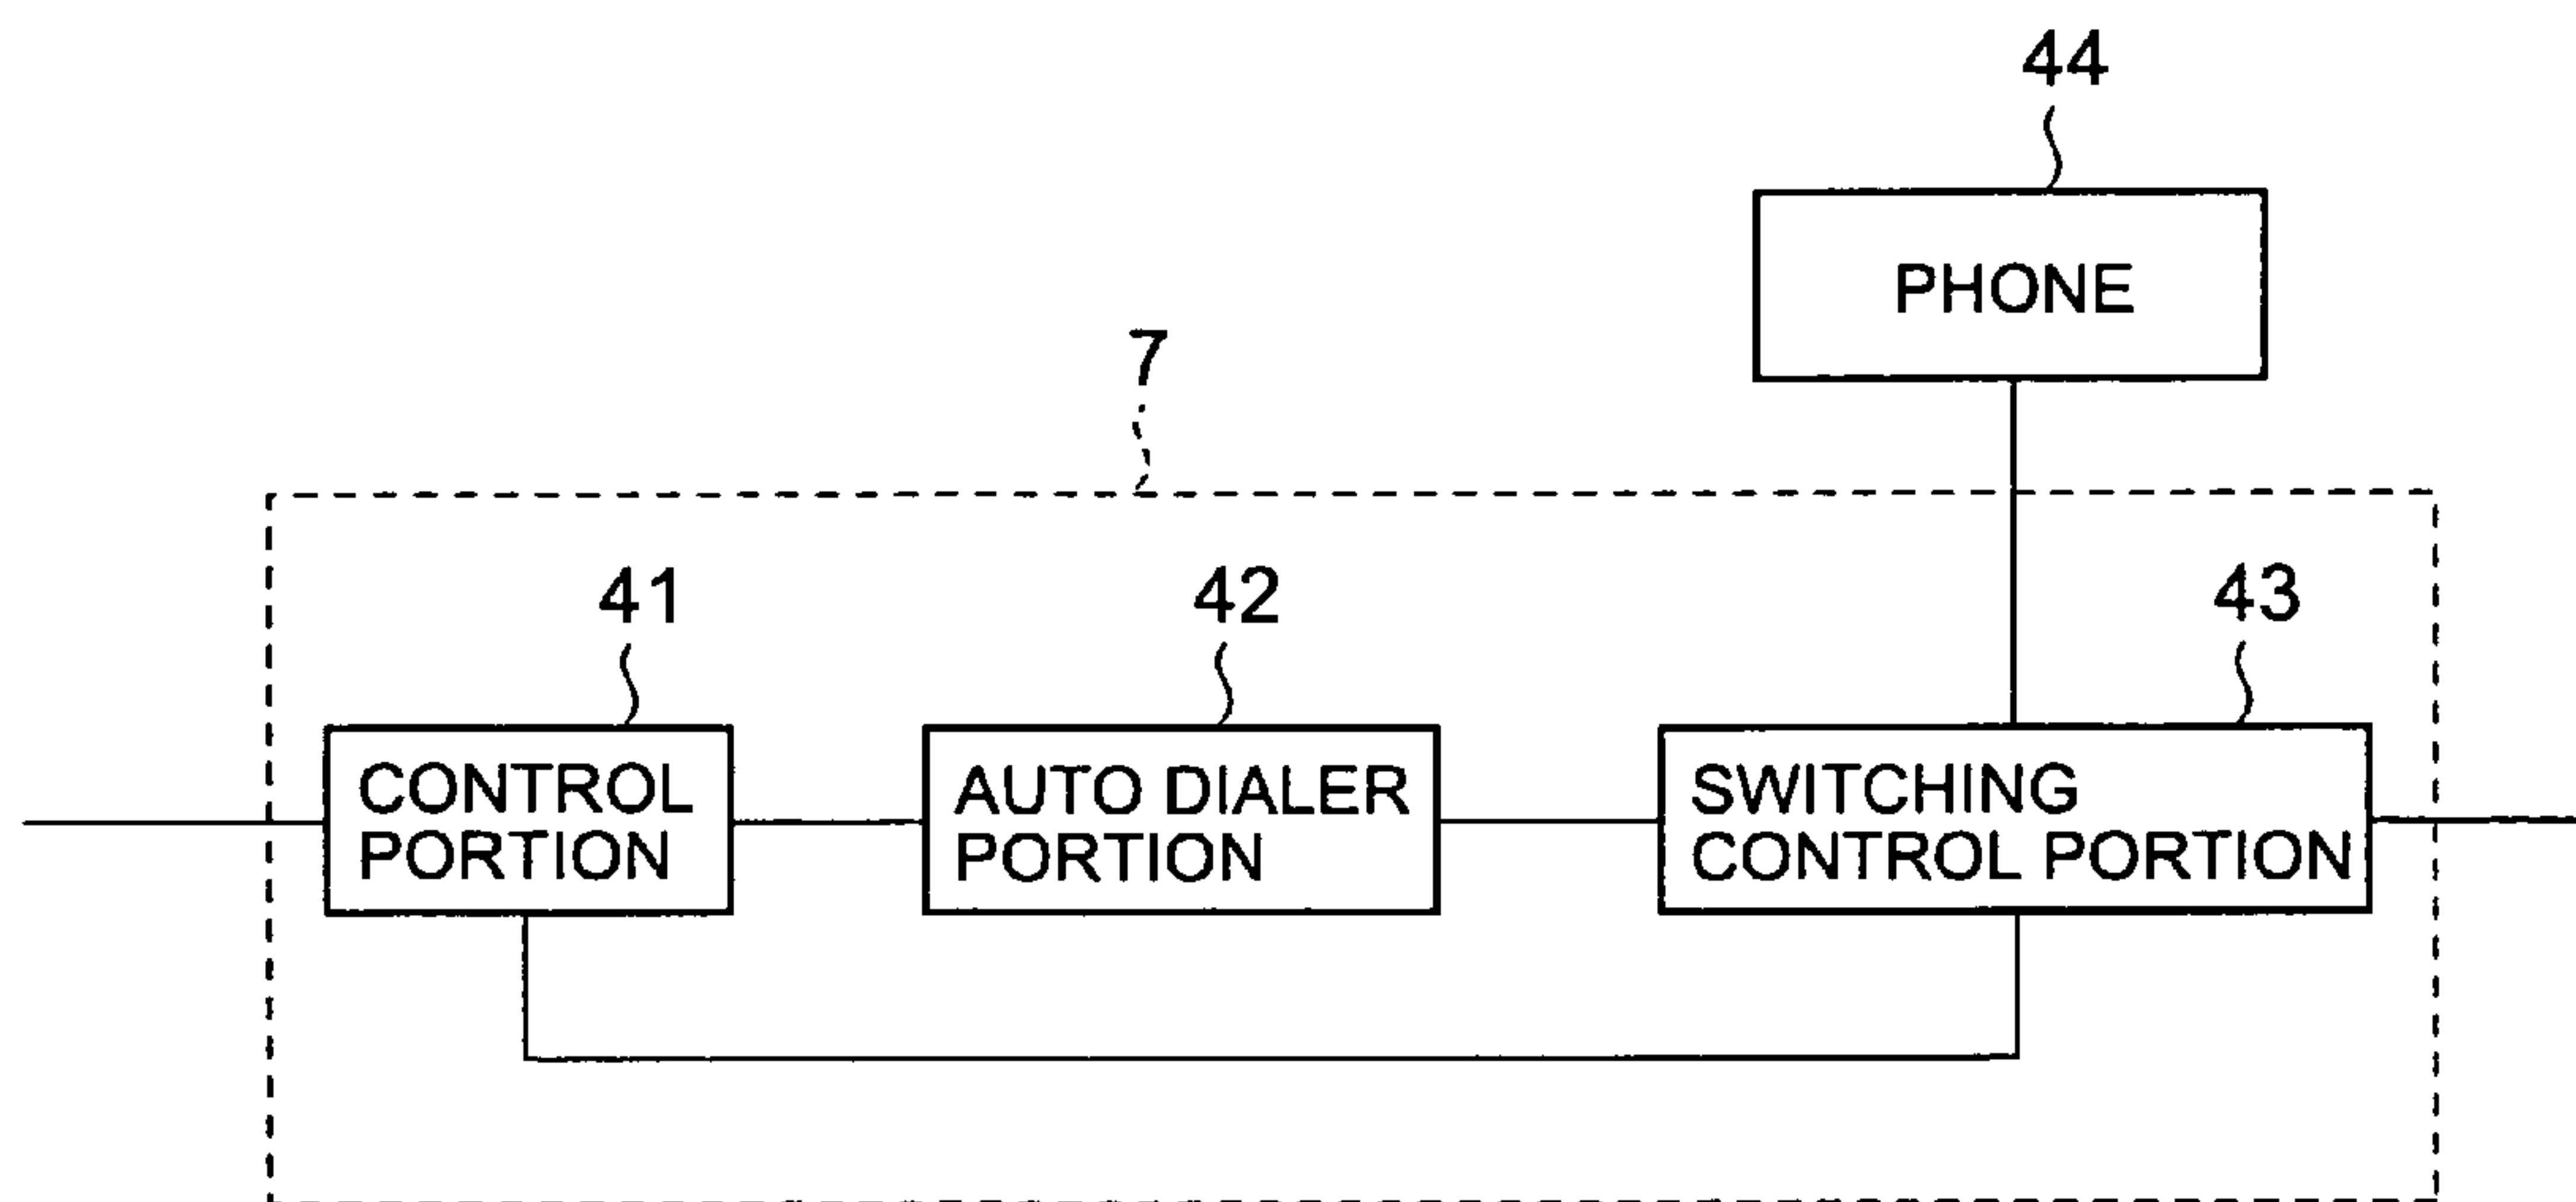 44
PHONE
7
41
42
43
CONTROL
PORTION
AUTO DIALER
PORTION
SWITCHING
CONTROL PORTION